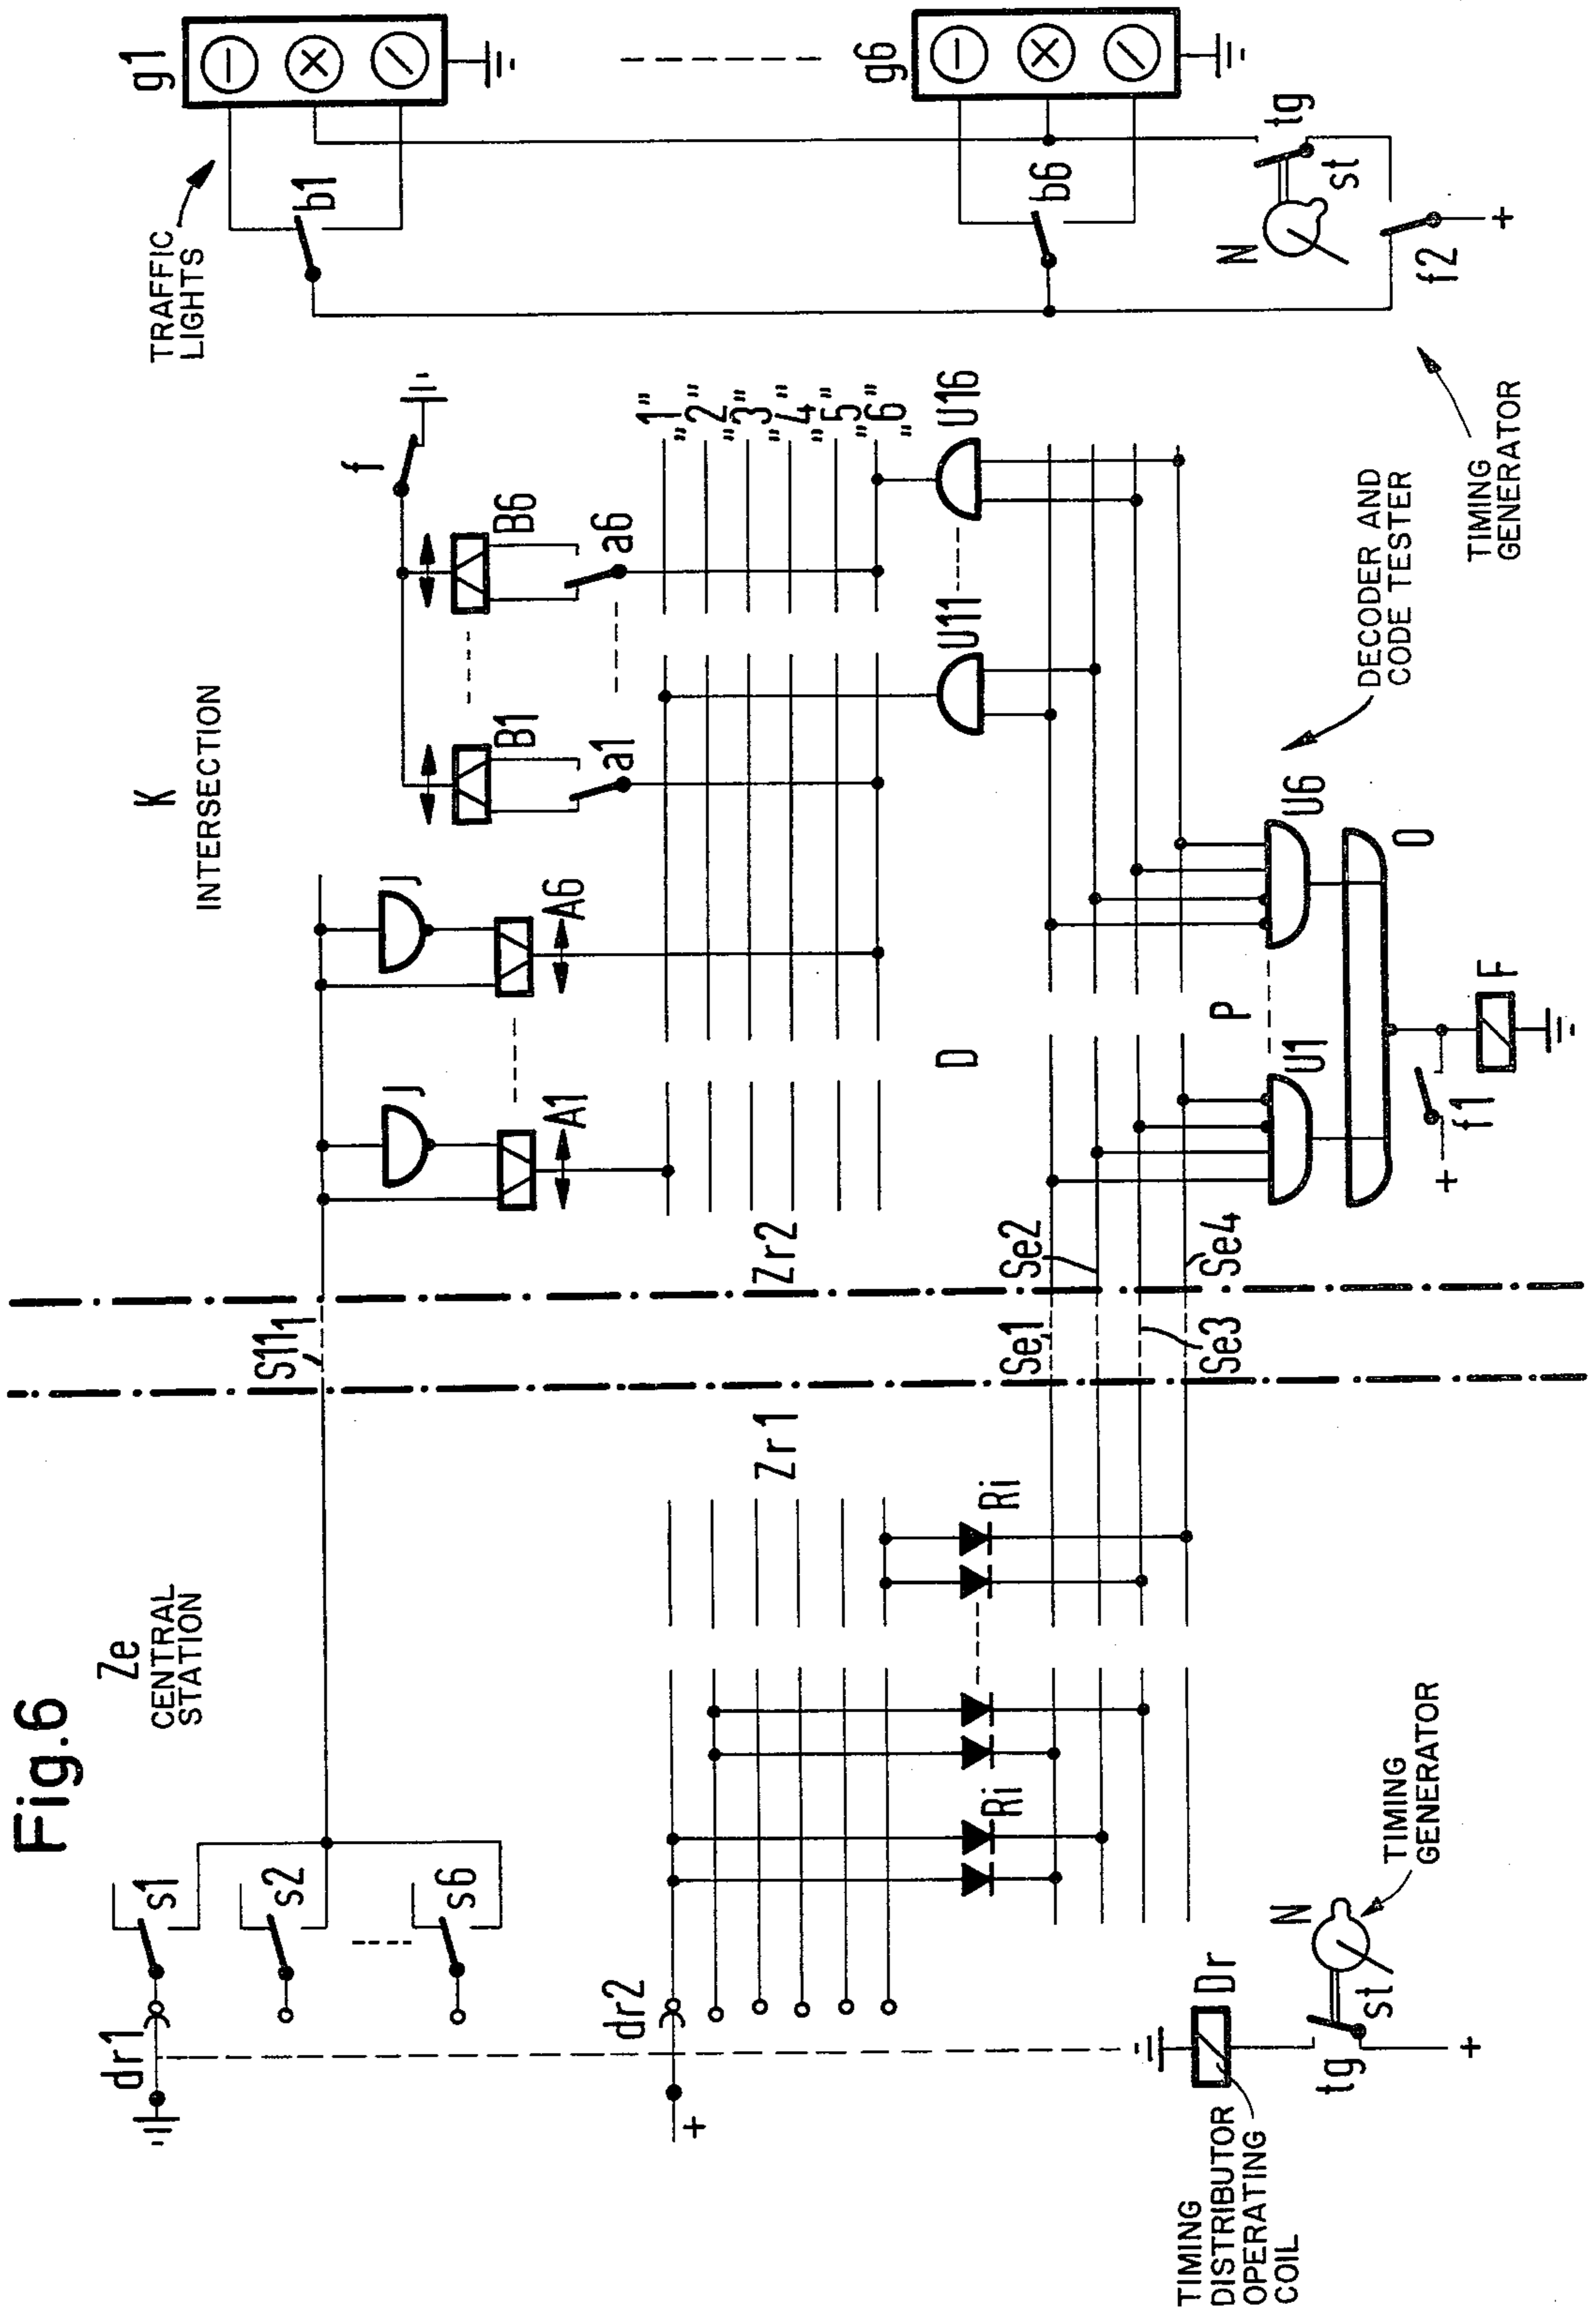 Fig.6
Ze
CENTRAL
STATION
K
INTERSECTION
TRAFFIC
LIGHTS
g1
g6
b1
b6
N
st
tg
f2
+
TIMING
GENERATOR
dr1
s1
s2
s6
S11₁
J
J
A1
A6
B1
B6
a1
a6
f
dr2
+
Zr1
Zr2
"1"
"2"
"3"
"4"
"5"
"6"
Ri
Ri
D
U11
U16
Se1
Se2
Se3
Se4
P
U1
U6
O
DECODER AND
CODE TESTER
f1
+
F
TIMING
DISTRIBUTOR
OPERATING
COIL
Dr
tg
st
N
+
TIMING
GENERATOR